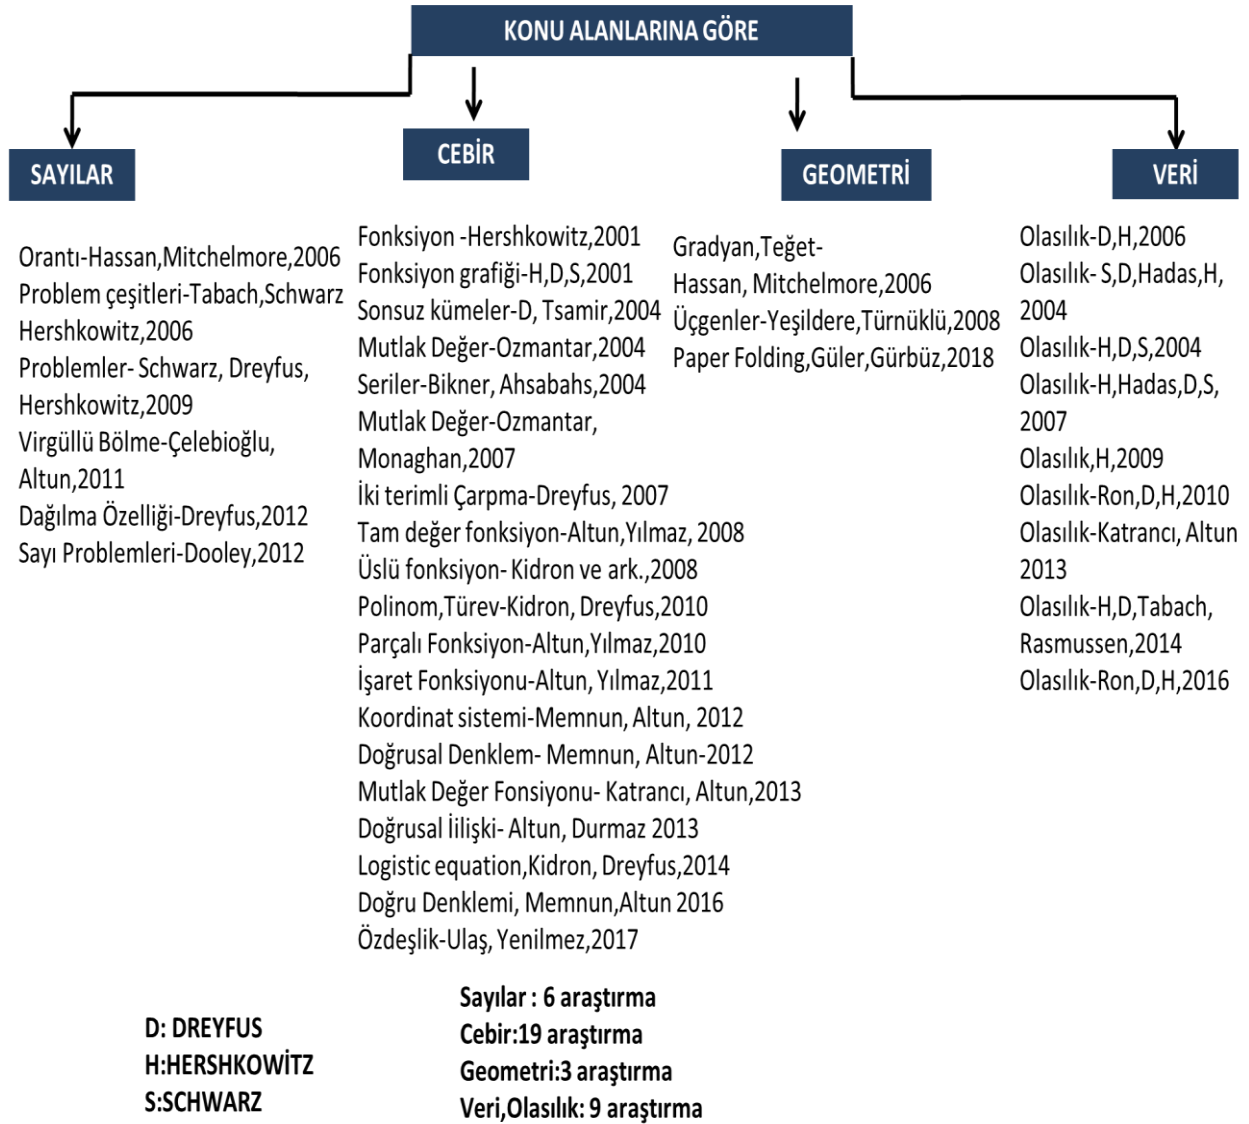 KONU ALANLARINA GÖRE
SAYILAR
Orantı-Hassan,Mitchelmore,2006
Problem çeşitleri-Tabach,Schwarz
Hershkowitz,2006
Problemler- Schwarz, Dreyfus,
Hershkowitz,2009
Virgüllü Bölme-Çelebioğlu,
Altun,2011
Dağılma Özelliği-Dreyfus,2012
Sayı Problemleri-Dooley,2012
CEBİR
Fonksiyon -Hershkowitz,2001
Fonksiyon grafiği-H,D,S,2001
Sonsuz kümeler-D, Tsamir,2004
Mutlak Değer-Ozmantar,2004
Seriler-Bikner, Ahsabahs,2004
Mutlak Değer-Ozmantar,
Monaghan,2007
İki terimli Çarpma-Dreyfus, 2007
Tam değer fonksiyon-Altun,Yılmaz, 2008
Üslü fonksiyon- Kidron ve ark.,2008
Polinom,Türev-Kidron, Dreyfus,2010
Parçalı Fonksiyon-Altun,Yılmaz,2010
İşaret Fonksiyonu-Altun, Yılmaz,2011
Koordinat sistemi-Memnun, Altun, 2012
Doğrusal Denklem- Memnun, Altun-2012
Mutlak Değer Fonsiyonu- Katrancı, Altun,2013
Doğrusal İilişki- Altun, Durmaz 2013
Logistic equation,Kidron, Dreyfus,2014
Doğru Denklemi, Memnun,Altun 2016
Özdeşlik-Ulaş, Yenilmez,2017
GEOMETRİ
Gradyan,Teğet-
Hassan, Mitchelmore,2006
Üçgenler-Yeşildere,Türnüklü,2008
Paper Folding,Güler,Gürbüz,2018
VERİ
Olasılık-D,H,2006
Olasılık- S,D,Hadas,H,
2004
Olasılık-H,D,S,2004
Olasılık-H,Hadas,D,S,
2007
Olasılık,H,2009
Olasılık-Ron,D,H,2010
Olasılık-Katrancı, Altun
2013
Olasılık-H,D,Tabach,
Rasmussen,2014
Olasılık-Ron,D,H,2016
D: DREYFUS
H:HERSHKOWİTZ
S:SCHWARZ
Sayılar : 6 araştırma
Cebir:19 araştırma
Geometri:3 araştırma
Veri,Olasılık: 9 araştırma